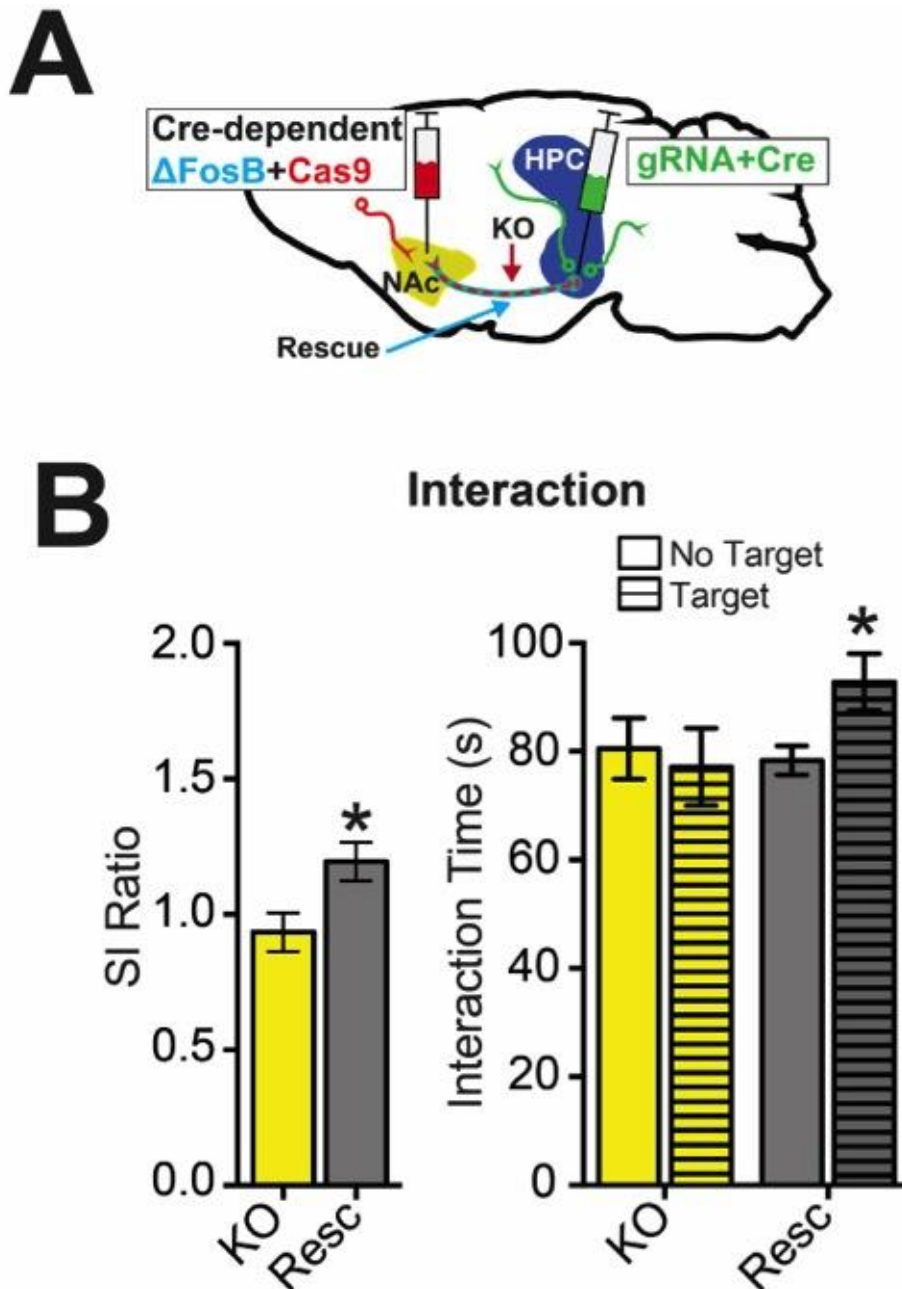 A
Cre-dependent
ΔFosB+Cas9
HPC
gRNA+Cre
KO
NAc
Rescue
B
Interaction
No Target
Target
SI Ratio
2.0
1.5
1.0
0.5
0.0
*
KO
Resc
Interaction Time (s)
100
80
60
40
20
0
*
KO
Resc